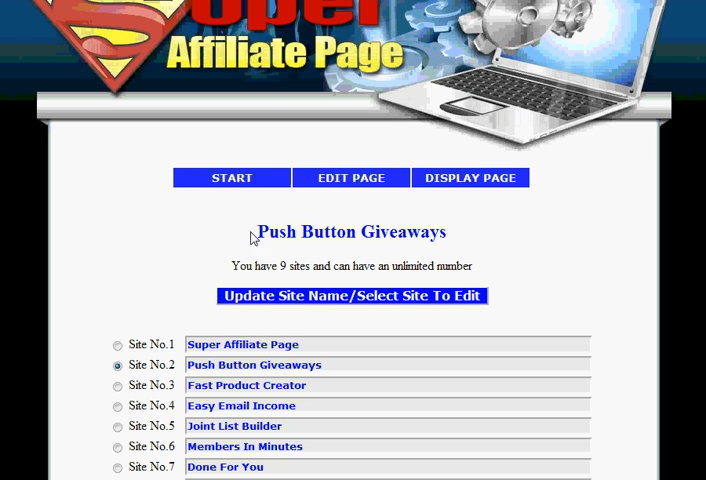 Super
Affiliate Page
START EDIT PAGE DISPLAY PAGE
Push Button Giveaways
You have 9 sites and can have an unlimited number
Update Site Name/Select Site To Edit
Site No.1 Super Affiliate Page
Site No.2 Push Button Giveaways
Site No.3 Fast Product Creator
Site No.4 Easy Email Income
Site No.5 Joint List Builder
Site No.6 Members In Minutes
Site No.7 Done For You